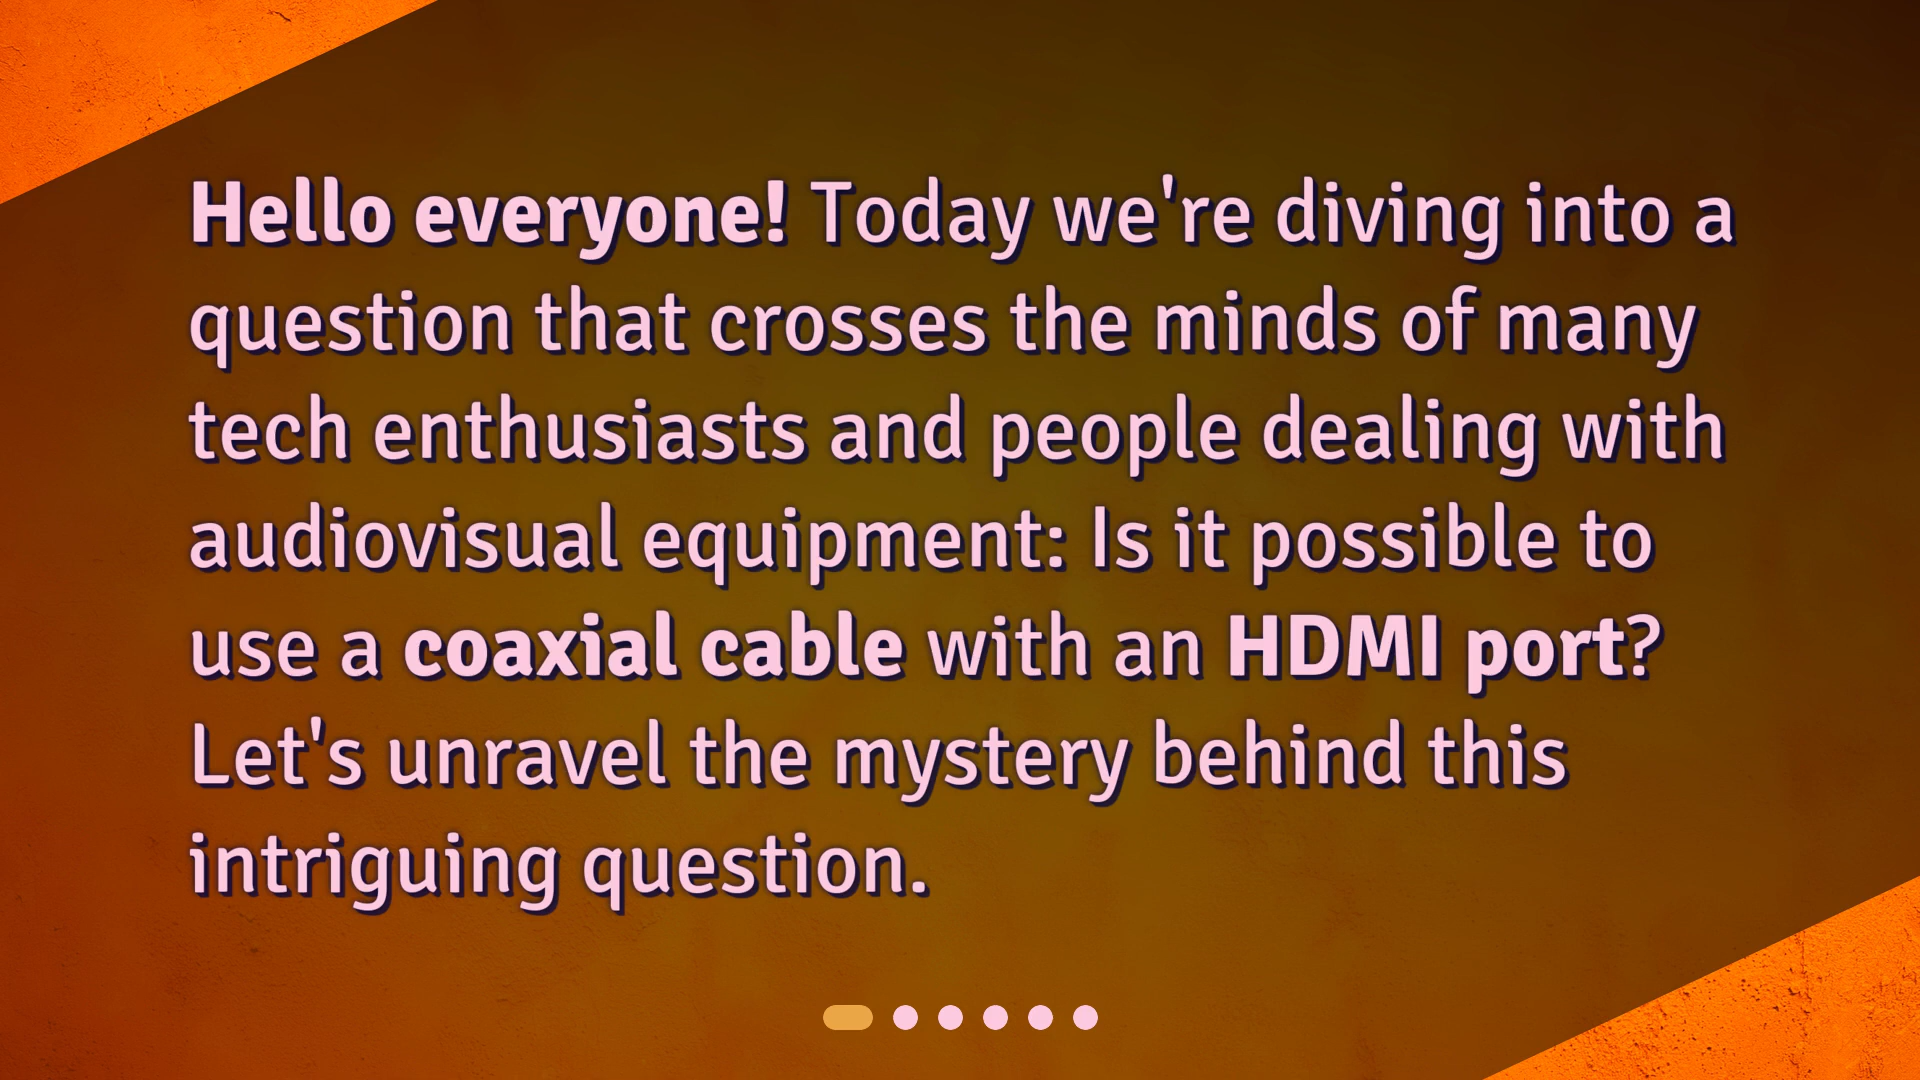 Hello everyone! Today we're diving into a
question that crosses the minds of many
tech enthusiasts and people dealing with
audiovisual equipment: Is it possible to
use a coaxial cable with an HDMI port?
Let's unravel the mystery behind this
intriguing question.